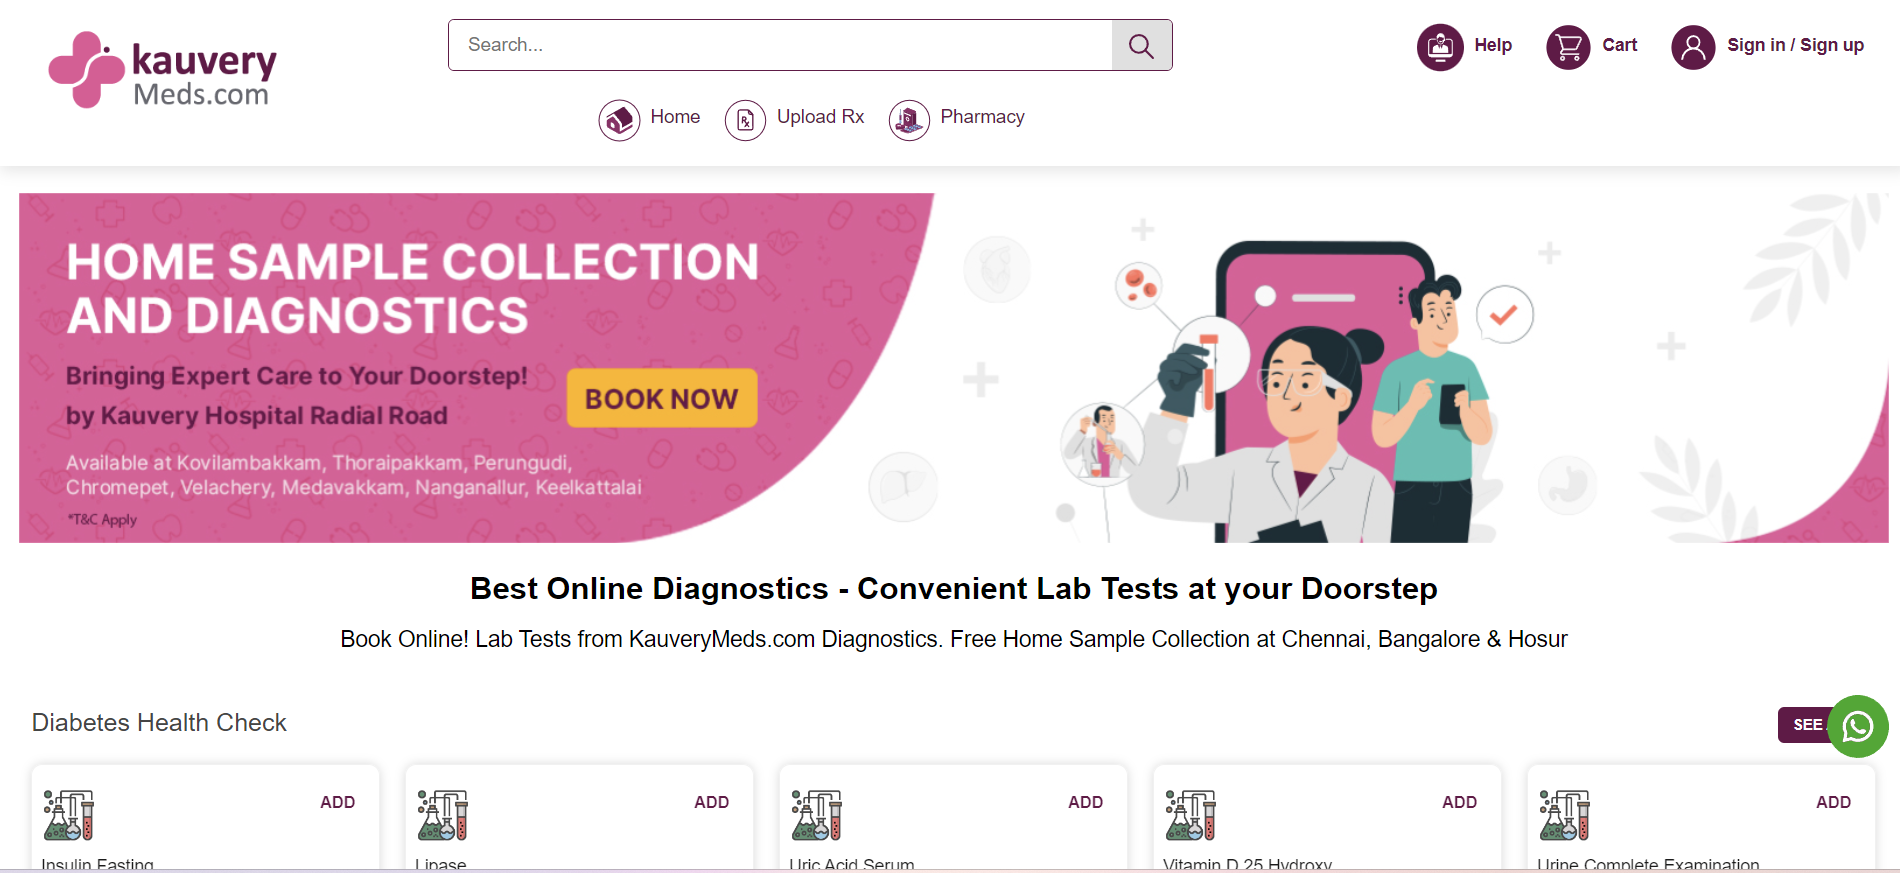 kauvery
Meds.com
Search...
Help
Cart
Sign in / Sign up
Home
Upload Rx
Pharmacy
HOME SAMPLE COLLECTION
AND DIAGNOSTICS
Bringing Expert Care to Your Doorstep!
by Kauvery Hospital Radial Road
BOOK NOW
Available at Kovilambakkam, Thoraipakkam, Perungudi,
Chromepet, Velachery, Medavakkam, Nanganallur, Keelkattalai
*T&C Apply
Best Online Diagnostics - Convenient Lab Tests at your Doorstep
Book Online! Lab Tests from KauveryMeds.com Diagnostics. Free Home Sample Collection at Chennai, Bangalore & Hosur
Diabetes Health Check
SEE
ADD
ADD
ADD
ADD
ADD
Insulin Fasting
Lipase
Uric Acid Serum
Vitamin D 25 Hydroxy
Urine Complete Examination